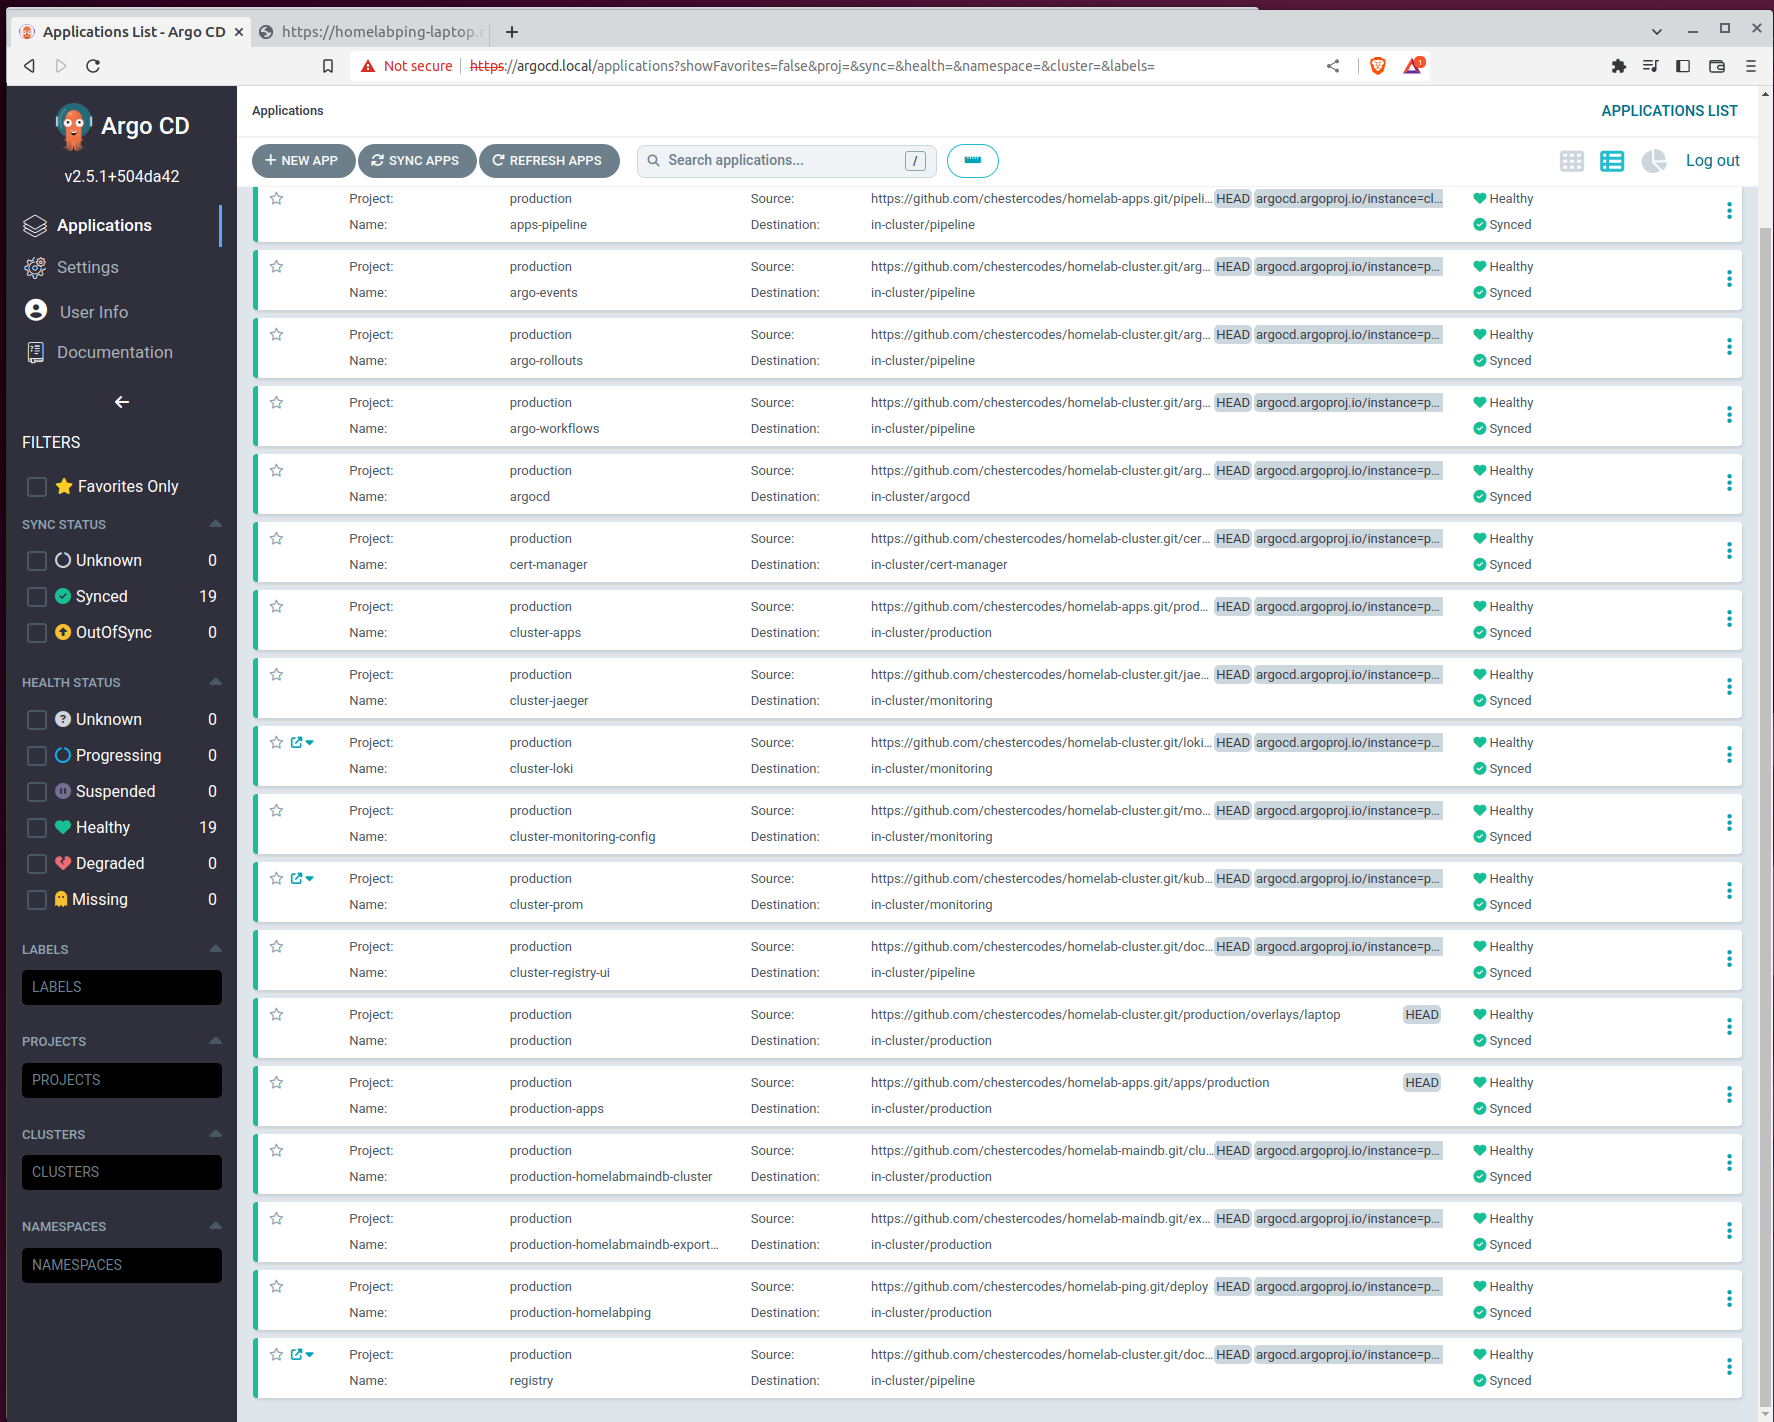 Applications List - Argo CD
https://homelabping-laptop.
Not secure
https://argocd.local/applications?showFavorites=false&proj=&sync=&health=&namespace=&cluster=&labels=
1
Argo CD
v2.5.1+504da42
Applications
Settings
User Info
Documentation
FILTERS
Favorites Only
SYNC STATUS
Unknown 0
Synced 19
OutOfSync 0
HEALTH STATUS
Unknown 0
Progressing 0
Suspended 0
Healthy 19
Degraded 0
Missing 0
LABELS
LABELS
PROJECTS
PROJECTS
CLUSTERS
CLUSTERS
NAMESPACES
NAMESPACES
Applications APPLICATIONS LIST
NEW APP SYNC APPS REFRESH APPS Search applications... / Log out
Project: production Source: https://github.com/chestercodes/homelab-apps.git/pipeli... HEAD argocd.argoproj.io/instance=cl... Healthy
Name: apps-pipeline Destination: in-cluster/pipeline Synced
Project: production Source: https://github.com/chestercodes/homelab-cluster.git/arg... HEAD argocd.argoproj.io/instance=p... Healthy
Name: argo-events Destination: in-cluster/pipeline Synced
Project: production Source: https://github.com/chestercodes/homelab-cluster.git/arg... HEAD argocd.argoproj.io/instance=p... Healthy
Name: argo-rollouts Destination: in-cluster/pipeline Synced
Project: production Source: https://github.com/chestercodes/homelab-cluster.git/arg... HEAD argocd.argoproj.io/instance=p... Healthy
Name: argo-workflows Destination: in-cluster/pipeline Synced
Project: production Source: https://github.com/chestercodes/homelab-cluster.git/arg... HEAD argocd.argoproj.io/instance=p... Healthy
Name: argocd Destination: in-cluster/argocd Synced
Project: production Source: https://github.com/chestercodes/homelab-cluster.git/cer... HEAD argocd.argoproj.io/instance=p... Healthy
Name: cert-manager Destination: in-cluster/cert-manager Synced
Project: production Source: https://github.com/chestercodes/homelab-apps.git/prod... HEAD argocd.argoproj.io/instance=p... Healthy
Name: cluster-apps Destination: in-cluster/production Synced
Project: production Source: https://github.com/chestercodes/homelab-cluster.git/jae... HEAD argocd.argoproj.io/instance=p... Healthy
Name: cluster-jaeger Destination: in-cluster/monitoring Synced
Project: production Source: https://github.com/chestercodes/homelab-cluster.git/loki... HEAD argocd.argoproj.io/instance=p... Healthy
Name: cluster-loki Destination: in-cluster/monitoring Synced
Project: production Source: https://github.com/chestercodes/homelab-cluster.git/mo... HEAD argocd.argoproj.io/instance=p... Healthy
Name: cluster-monitoring-config Destination: in-cluster/monitoring Synced
Project: production Source: https://github.com/chestercodes/homelab-cluster.git/kub... HEAD argocd.argoproj.io/instance=p... Healthy
Name: cluster-prom Destination: in-cluster/monitoring Synced
Project: production Source: https://github.com/chestercodes/homelab-cluster.git/doc... HEAD argocd.argoproj.io/instance=p... Healthy
Name: cluster-registry-ui Destination: in-cluster/pipeline Synced
Project: production Source: https://github.com/chestercodes/homelab-cluster.git/production/overlays/laptop HEAD Healthy
Name: production Destination: in-cluster/production Synced
Project: production Source: https://github.com/chestercodes/homelab-apps.git/apps/production HEAD Healthy
Name: production-apps Destination: in-cluster/production Synced
Project: production Source: https://github.com/chestercodes/homelab-maindb.git/clu... HEAD argocd.argoproj.io/instance=p... Healthy
Name: production-homelabmaindb-cluster Destination: in-cluster/production Synced
Project: production Source: https://github.com/chestercodes/homelab-maindb.git/ex... HEAD argocd.argoproj.io/instance=p... Healthy
Name: production-homelabmaindb-export... Destination: in-cluster/production Synced
Project: production Source: https://github.com/chestercodes/homelab-ping.git/deploy HEAD argocd.argoproj.io/instance=p... Healthy
Name: production-homelabping Destination: in-cluster/production Synced
Project: production Source: https://github.com/chestercodes/homelab-cluster.git/doc... HEAD argocd.argoproj.io/instance=p... Healthy
Name: registry Destination: in-cluster/pipeline Synced